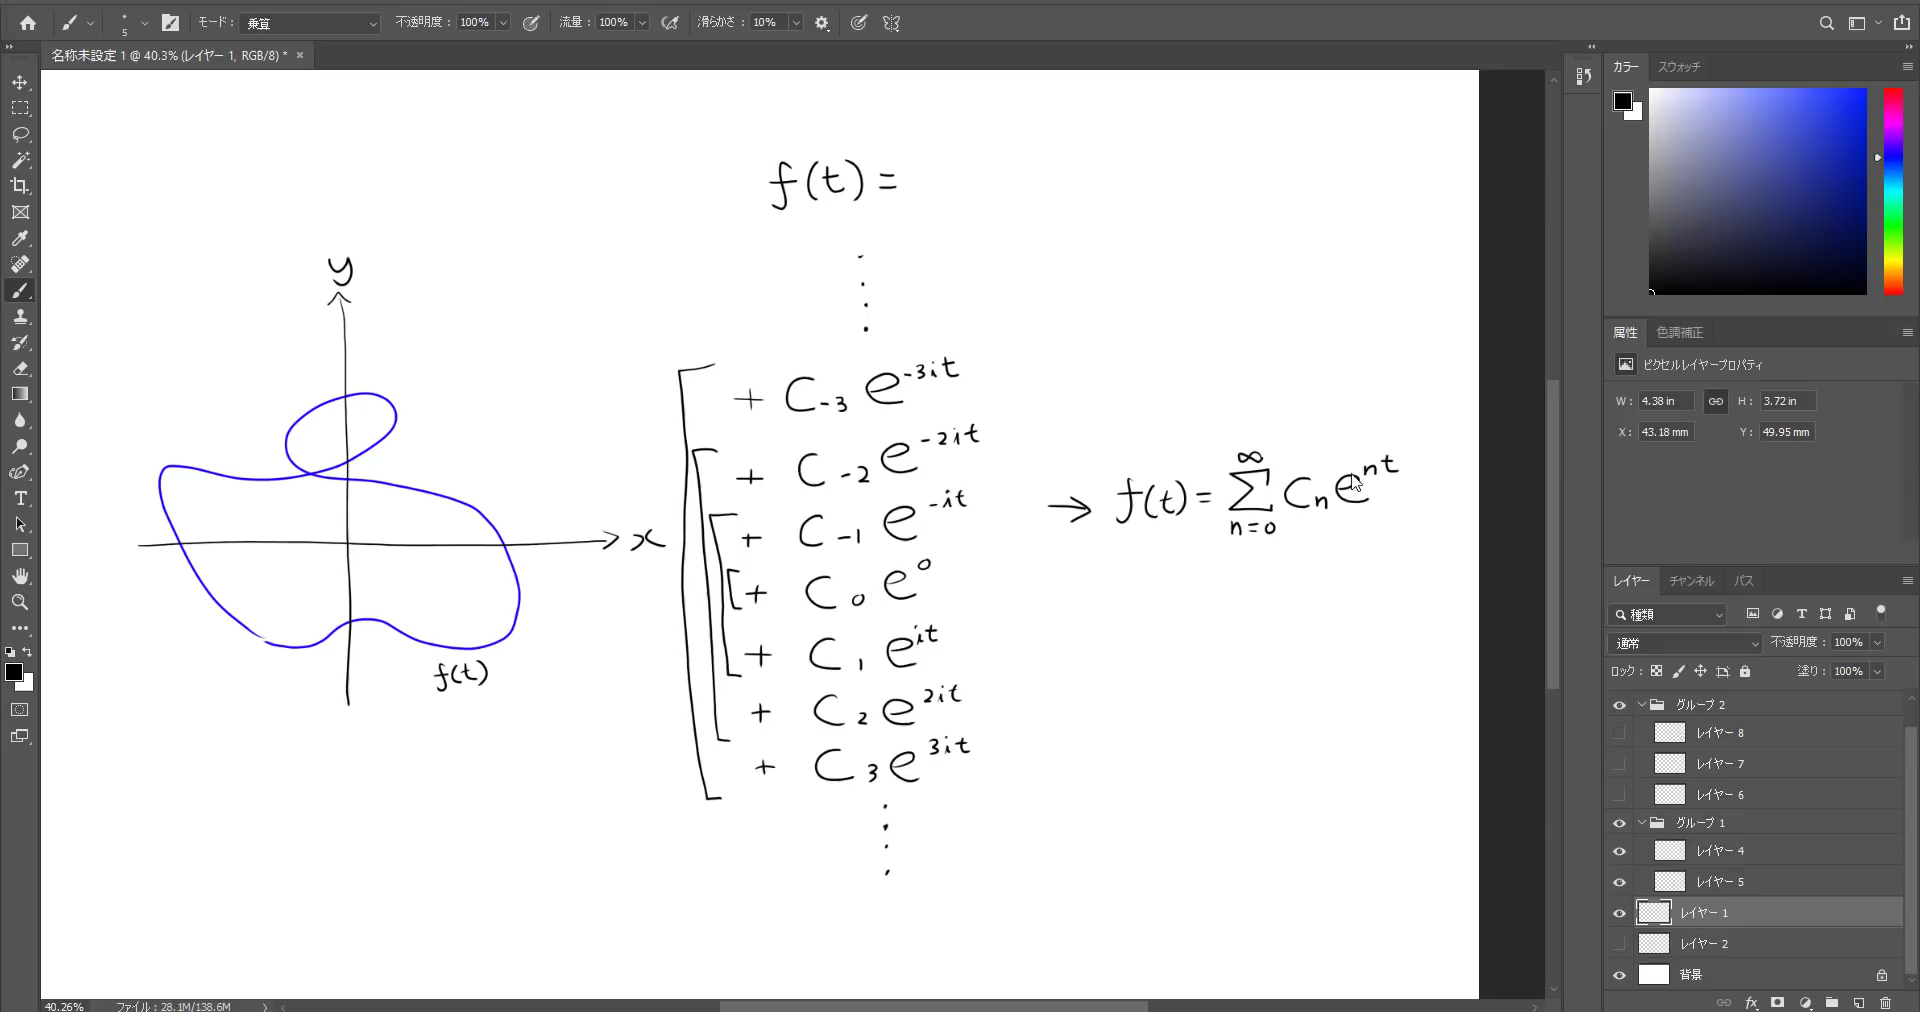 5
モード:
乗算
不透明度:
100%
流量:
100%
滑らかさ:
10%
名称未設定 1 @ 40.3% (レイヤー 1, RGB/8) *
f(t) =
y
x
f(t)
+ C-3 e^-3it
+ C-2 e^-2it
+ C-1 e^-it
+ C0 e^0
+ C1 e^it
+ C2 e^2it
+ C3 e^3it
→ f(t) = ∑ n=0 ∞ Cn e^nt
40.26%
ファイル : 28.1M/138.6M
カラー
スウォッチ
属性
色調補正
ピクセルレイヤープロパティ
W : 4.38 in
H : 3.72 in
X : 43.18 mm
Y : 49.95 mm
レイヤー
チャンネル
パス
種類
通常
不透明度 : 100%
ロック :
塗り : 100%
グループ 2
レイヤー 8
レイヤー 7
レイヤー 6
グループ 1
レイヤー 4
レイヤー 5
レイヤー 1
レイヤー 2
背景
fx